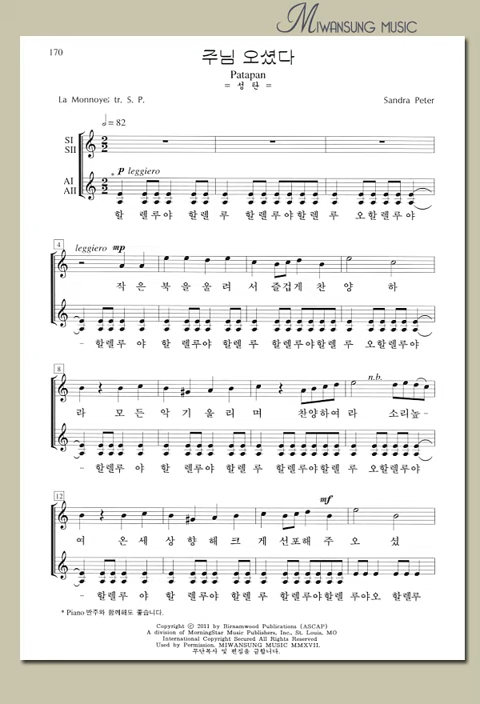 MIWANSUNG MUSIC
170
주님 오셨다
Patapan
= 성 탄 =
La Monnoye; tr. S. P.
Sandra Peter
♩ = 82
SI
SII
* p leggiero
AI
AII
할 렐루야 할렐 루 할렐루야할렐 루 오할렐루야
4
leggiero mp
작 은 북 을 울 려 서 즐겁게 찬 양 하
- 할렐루 야 할 렐루야 할렐 루 할렐루야할렐 루 오할렐루야
8
n.b.
라 모 든 악 기 울 리 며 찬양하여 라 소리높 -
- 할렐루 야 할 렐루야 할렐 루 할렐루야할렐 루 오할렐루야
12
mf
여 온 세 상 향 해 크 게 선포해 주 오 셨
- 할렐루 야 할 렐루야 할렐 루 할렐루야할렐 루야오 할렐루
* Piano 반주와 함께해도 좋습니다.
Copyright ⓒ 2011 by Birnamwood Publications (ASCAP)
A division of MorningStar Music Publishers, Inc., St. Louis, MO
International Copyright Secured All Rights Reserved
Used by Permission. MIWANSUNG MUSIC MMXVII.
무단복사 및 편집을 금합니다.